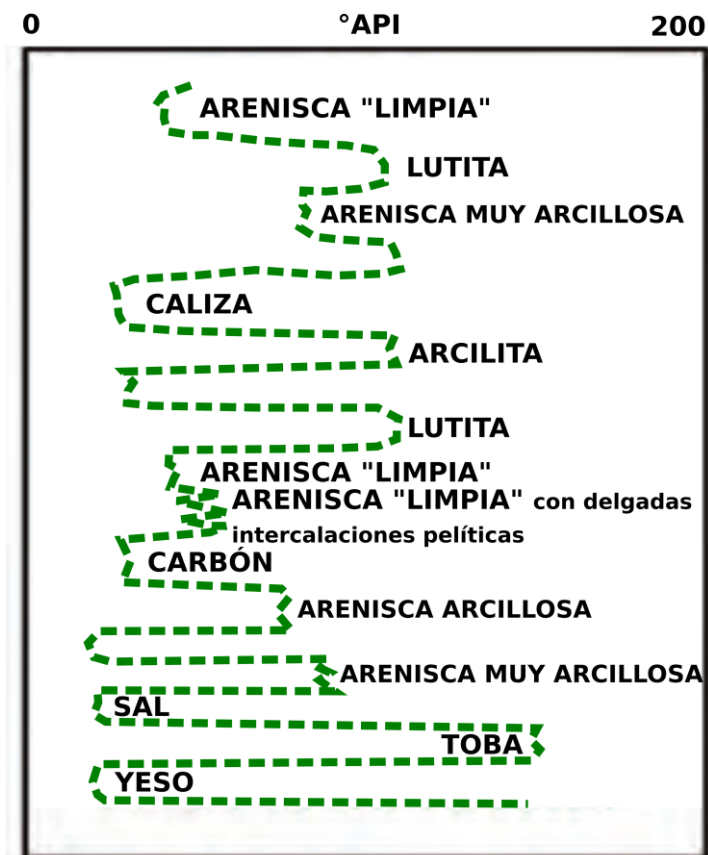 0 °API 200
ARENISCA "LIMPIA"
LUTITA
ARENISCA MUY ARCILLOSA
CALIZA
ARCILITA
LUTITA
ARENISCA "LIMPIA"
ARENISCA "LIMPIA" con delgadas
intercalaciones pelíticas
CARBÓN
ARENISCA ARCILLOSA
ARENISCA MUY ARCILLOSA
SAL
TOBA
YESO